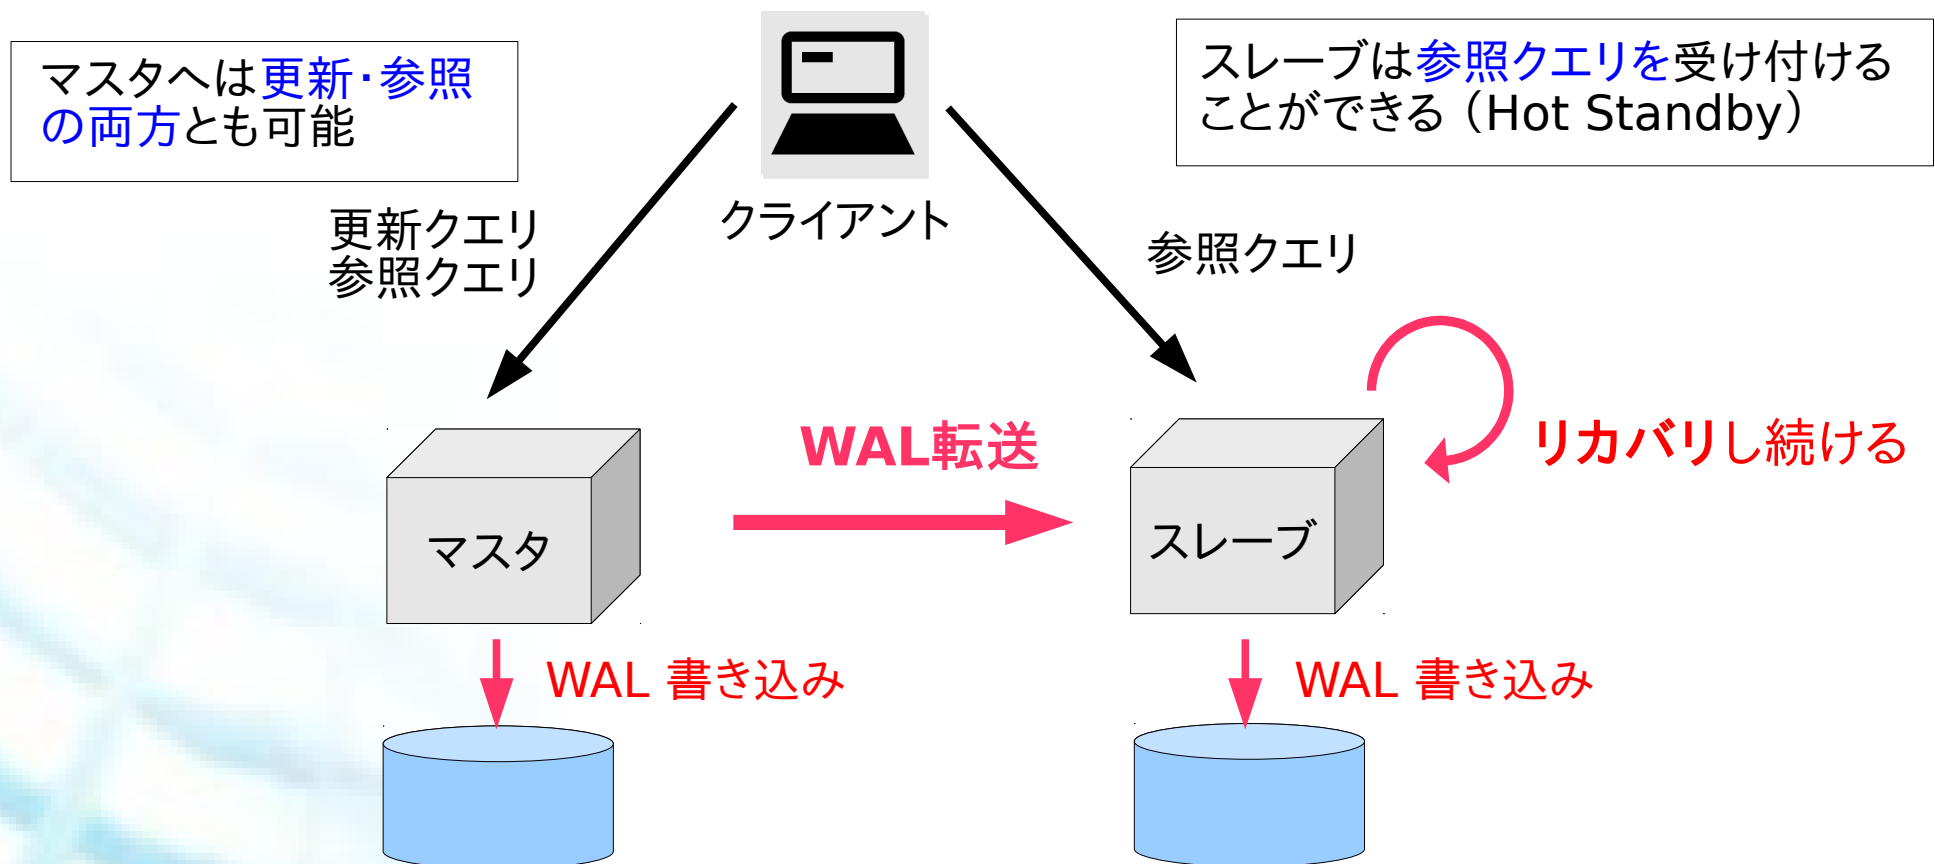 マスタへは更新・参照
の両方とも可能
スレーブは参照クエリを受け付ける
ことができる（Hot Standby）
クライアント
更新クエリ
参照クエリ
参照クエリ
WAL転送
リカバリし続ける
マスタ
スレーブ
WAL 書き込み
WAL 書き込み